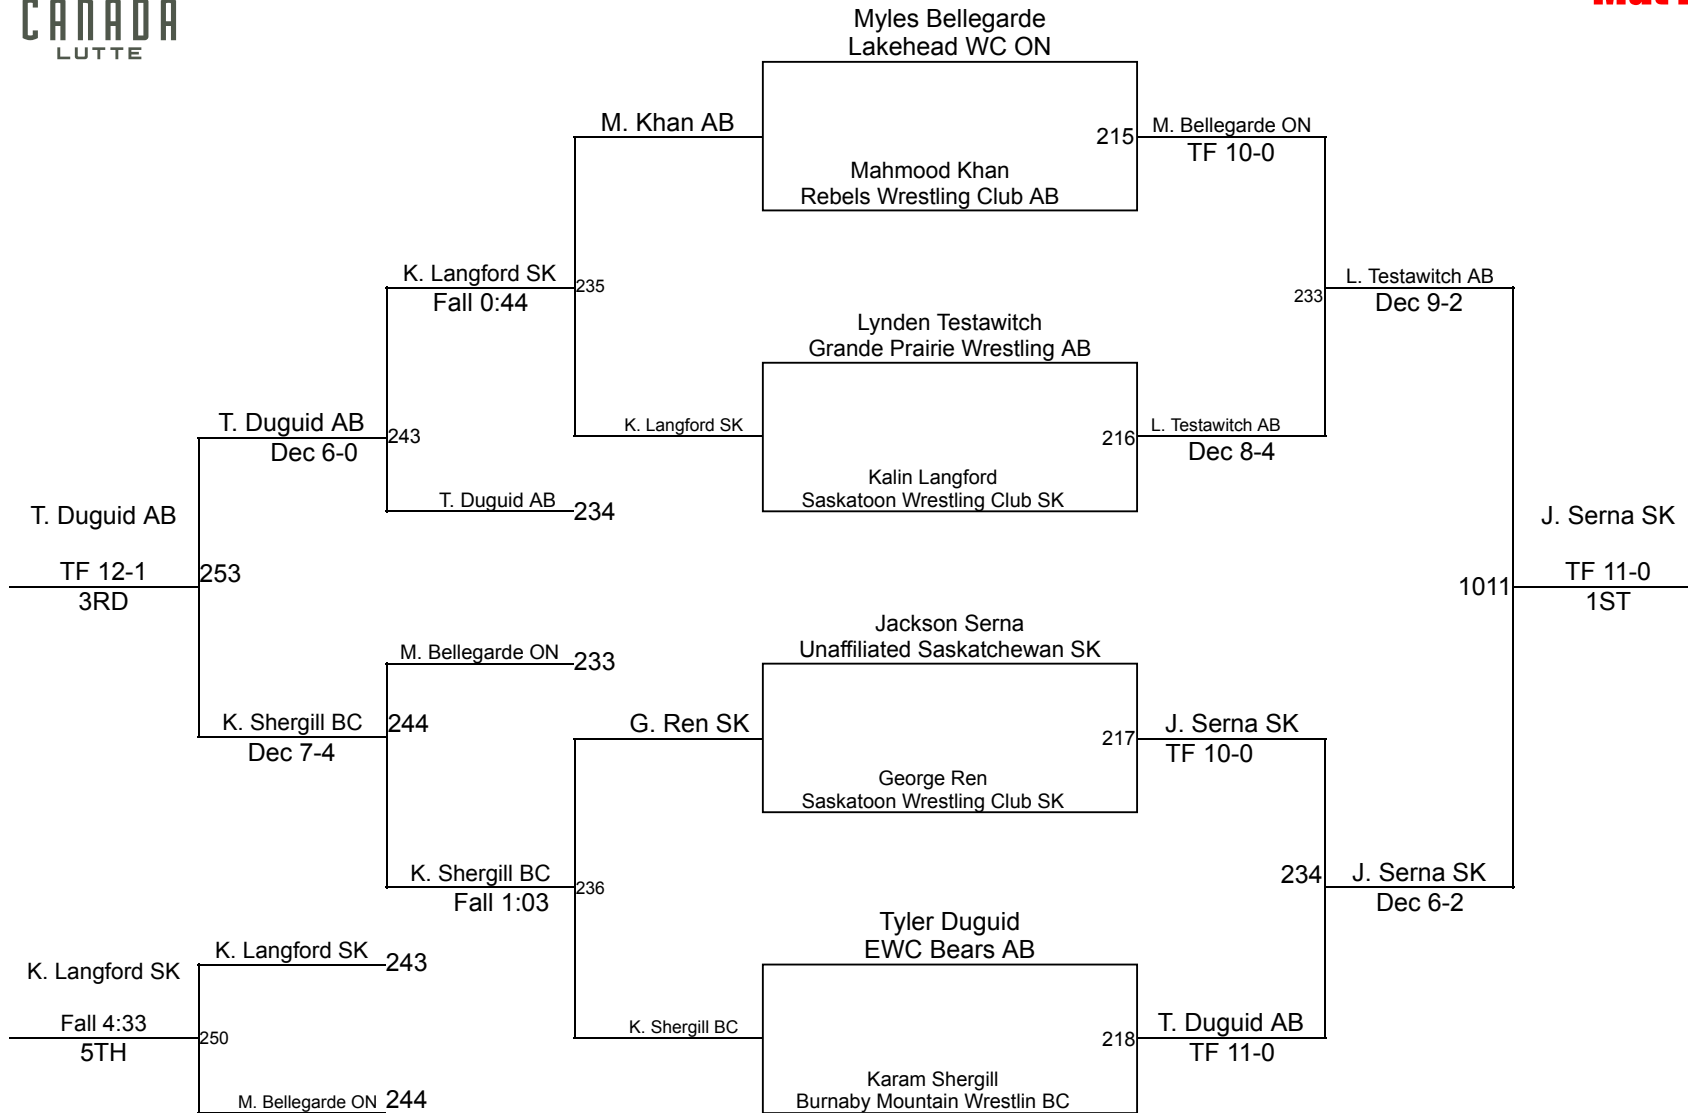 CANADA
LUTTE
Myles Bellegarde
Lakehead WC ON
M. Khan AB
215
M. Bellegarde ON
TF 10-0
Mahmood Khan
Rebels Wrestling Club AB
K. Langford SK
Fall 0:44
235
233
L. Testawitch AB
Dec 9-2
Lynden Testawitch
Grande Prairie Wrestling AB
T. Duguid AB
Dec 6-0
243
K. Langford SK
216
L. Testawitch AB
Dec 8-4
Kalin Langford
Saskatoon Wrestling Club SK
T. Duguid AB
234
T. Duguid AB
TF 12-1
3RD
253
J. Serna SK
1011
TF 11-0
1ST
Jackson Serna
Unaffiliated Saskatchewan SK
M. Bellegarde ON
233
K. Shergill BC
Dec 7-4
244
G. Ren SK
217
J. Serna SK
TF 10-0
George Ren
Saskatoon Wrestling Club SK
K. Shergill BC
Fall 1:03
236
234
J. Serna SK
Dec 6-2
Tyler Duguid
EWC Bears AB
K. Langford SK
243
K. Langford SK
Fall 4:33
5TH
250
K. Shergill BC
218
T. Duguid AB
TF 11-0
Karam Shergill
Burnaby Mountain Wrestlin BC
M. Bellegarde ON
244